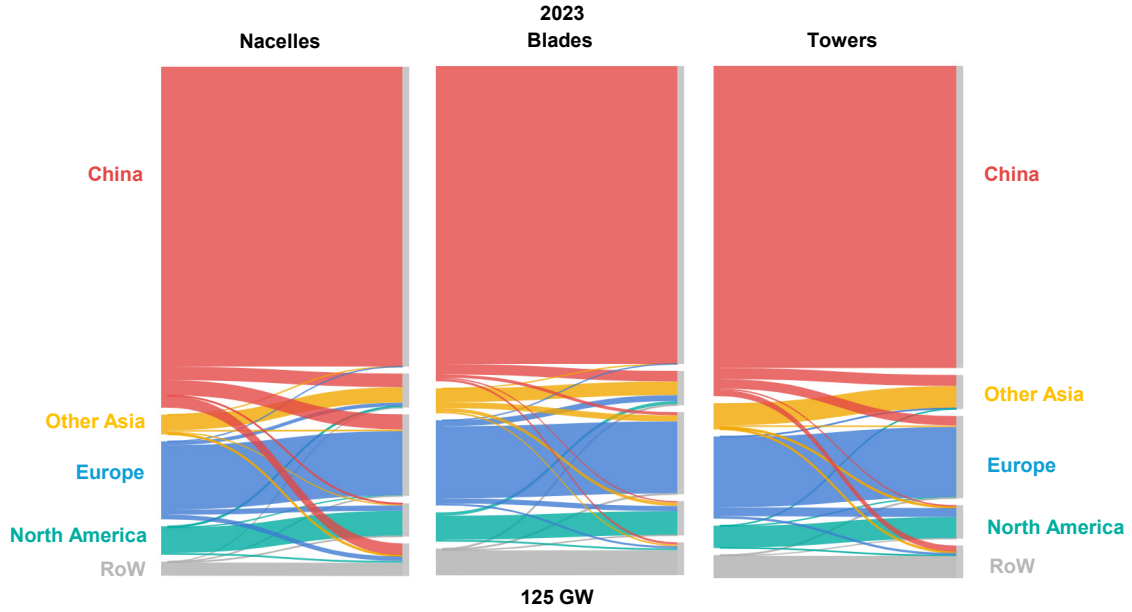 2023
Nacelles
Blades
Towers
China
China
Other Asia
Other Asia
Europe
Europe
North America
North America
RoW
RoW
125 GW